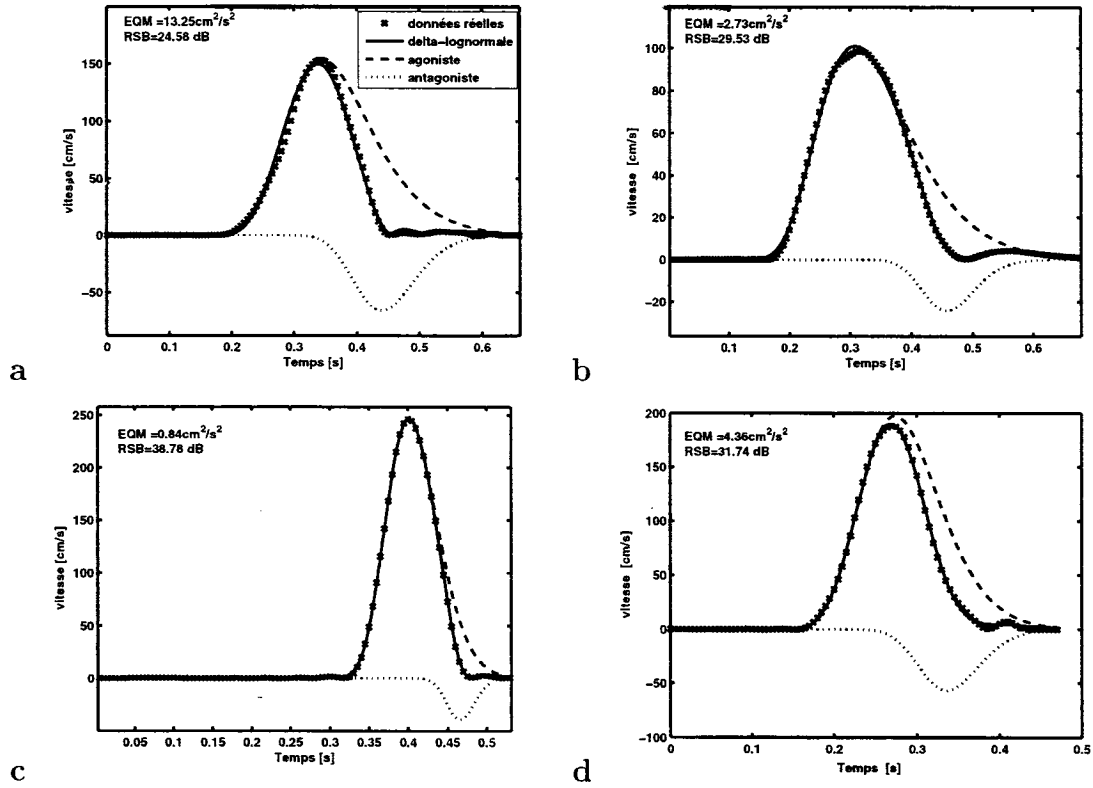 EQM =13.25cm²/s²
RSB=24.58 dB
données réelles
delta-lognormale
agoniste
antagoniste
150
100
50
0
−50
vitesse [cm/s]
0 0.1 0.2 0.3 0.4 0.5 0.6
Temps [s]
a
EQM =2.73cm²/s²
RSB=29.53 dB
100
80
60
40
20
0
−20
vitesse [cm/s]
0.1 0.2 0.3 0.4 0.5 0.6
Temps [s]
b
EQM =0.84cm²/s²
RSB=38.78 dB
250
200
150
100
50
0
vitesse [cm/s]
0.05 0.1 0.15 0.2 0.25 0.3 0.35 0.4 0.45 0.5
Temps [s]
c
EQM =4.36cm²/s²
RSB=31.74 dB
200
150
100
50
0
−50
−100
vitesse [cm/s]
0 0.1 0.2 0.3 0.4 0.5
Temps [s]
d